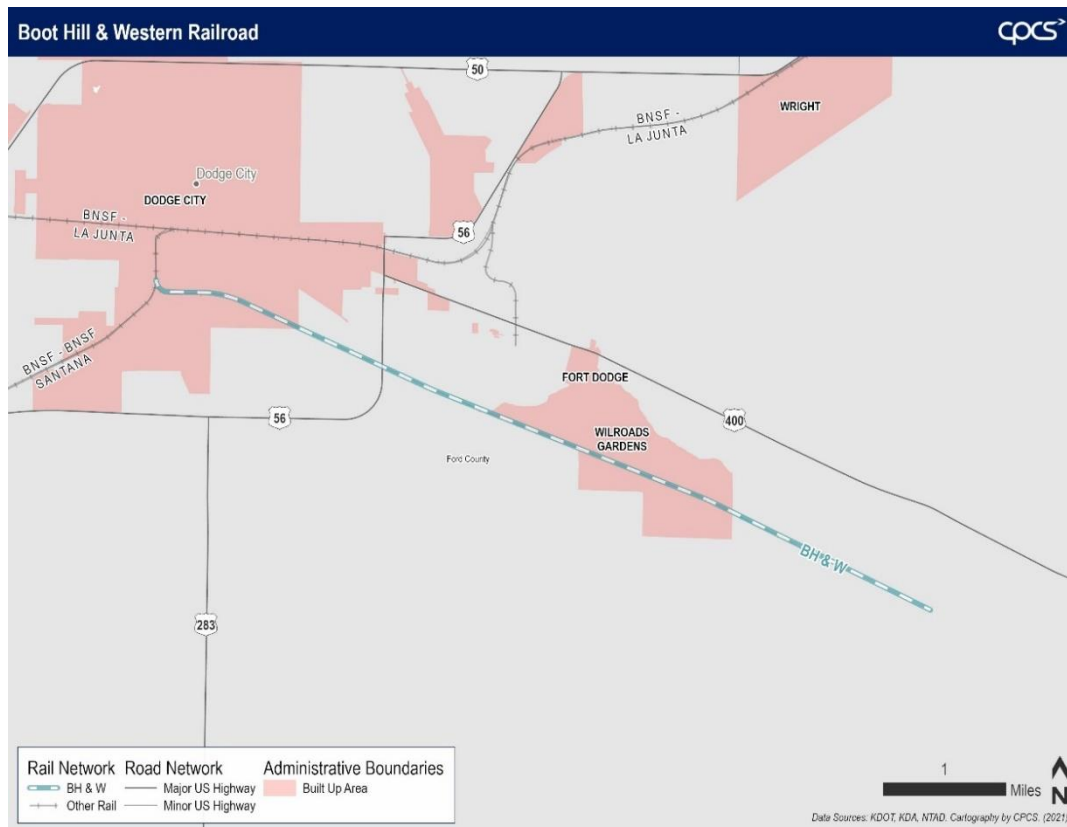 Boot Hill & Western Railroad
cpcs
50
WRIGHT
BNSF -
LA JUNTA
Dodge City
DODGE CITY
BNSF -
LA JUNTA
56
BNSF - BNSF
SANTANA
FORT DODGE
56
400
WILROADS
GARDENS
Ford County
BH & W
283
Rail Network
BH & W
Other Rail
Road Network
Major US Highway
Minor US Highway
Administrative Boundaries
Built Up Area
1
Miles
N
Data Sources: KDOT, KDA, NTAD. Cartography by CPCS. (2021)